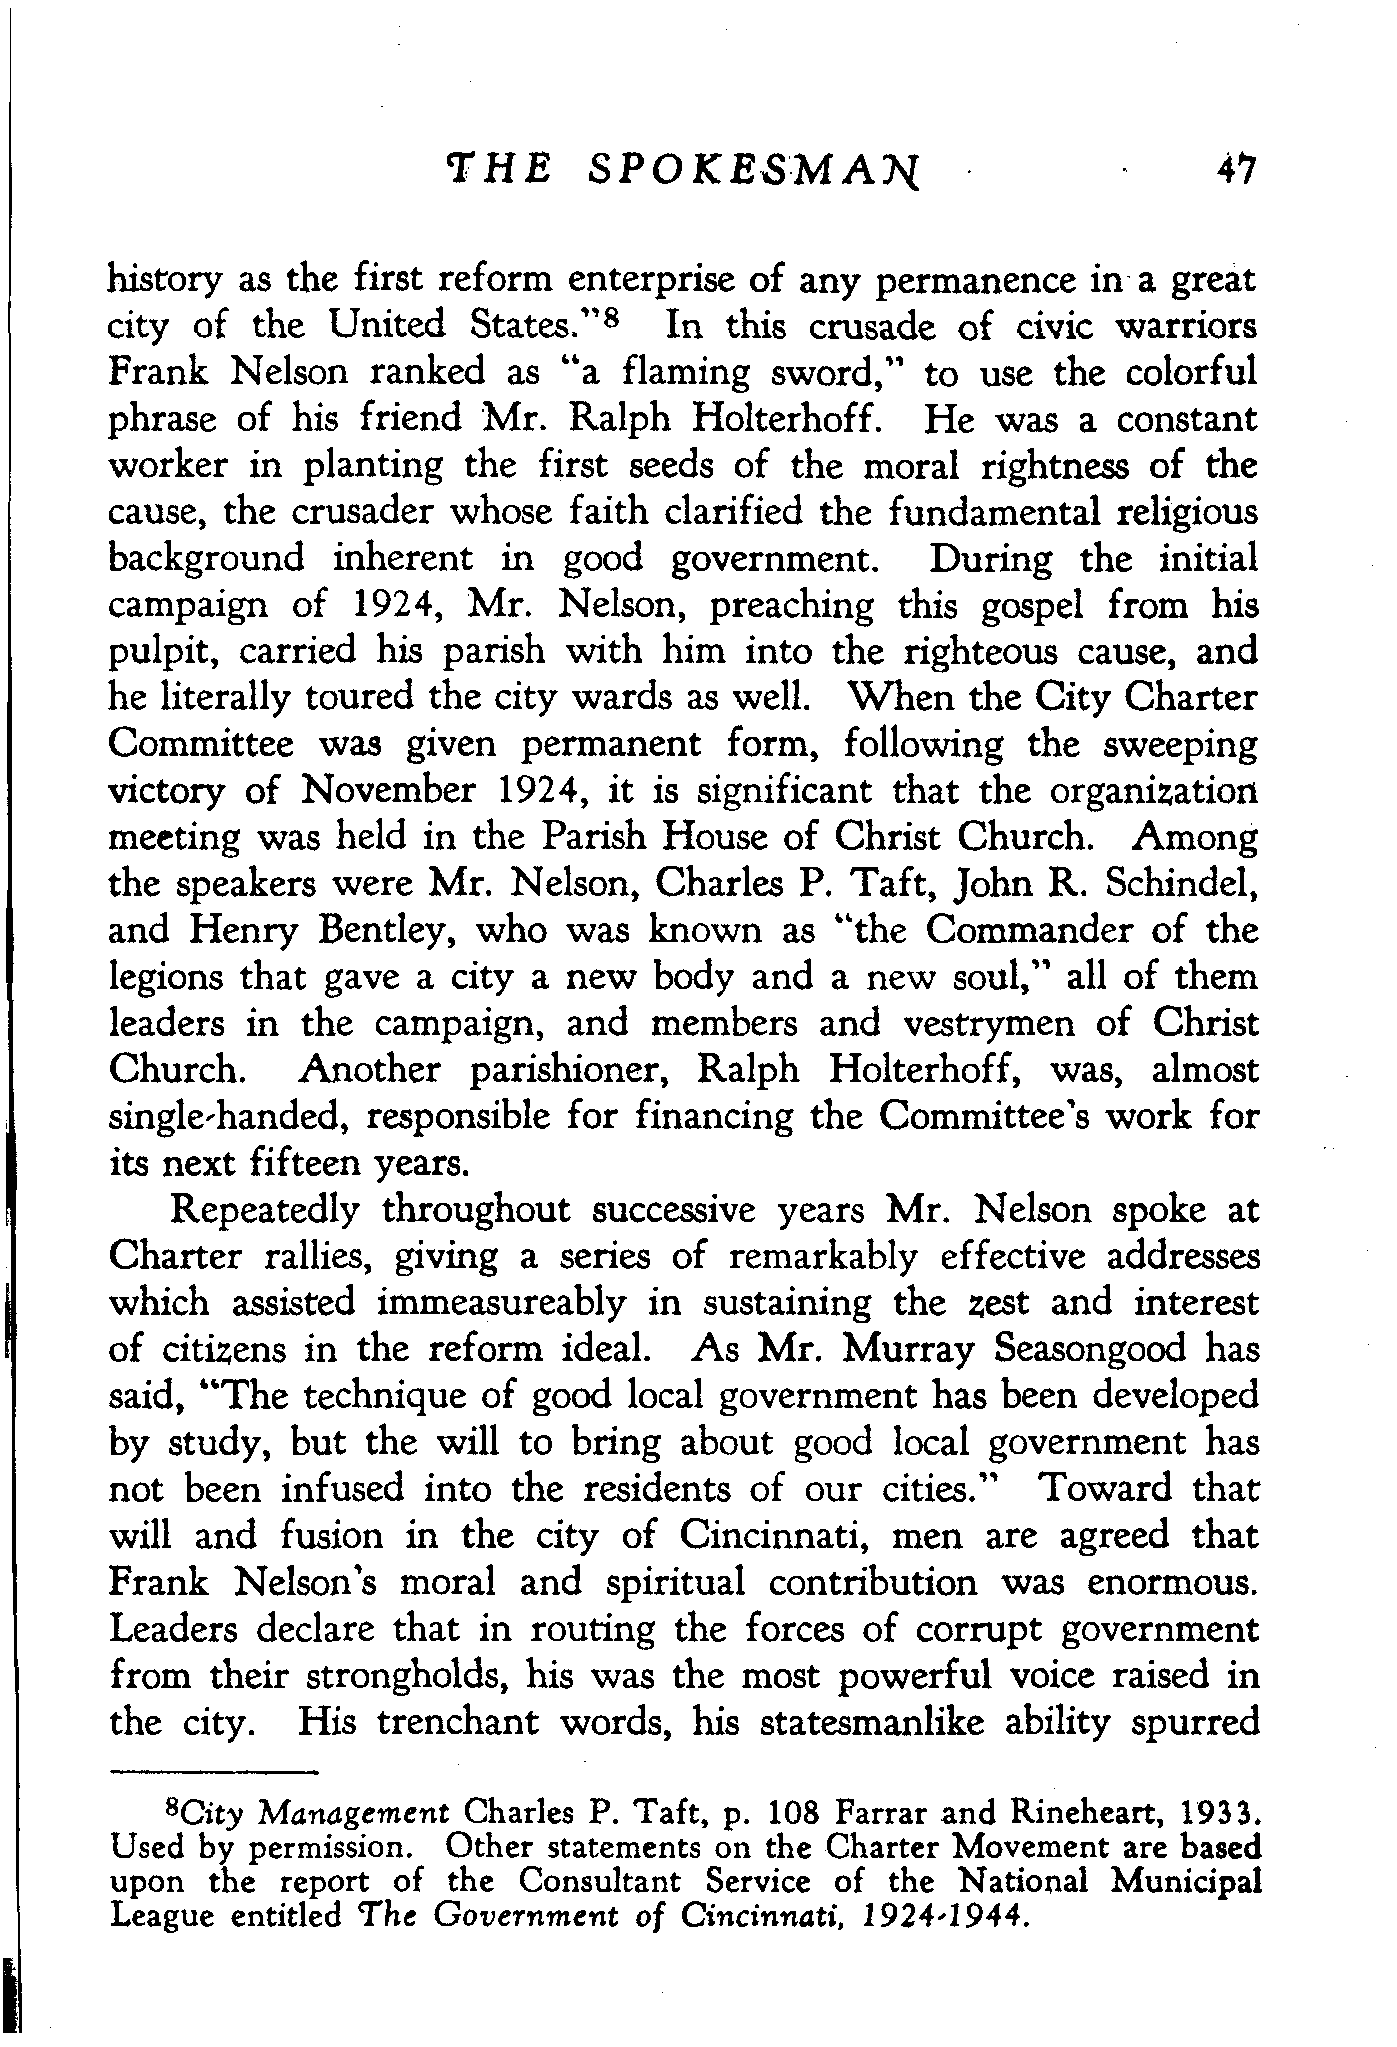 THE SPOKESMAN 47
history as the first reform enterprise of any permanence in a great
city of the United States."8 In this crusade of civic warriors
Frank Nelson ranked as "a flaming sword," to use the colorful
phrase of his friend Mr. Ralph Holterhoff. He was a constant
worker in planting the first seeds of the moral rightness of the
cause, the crusader whose faith clarified the fundamental religious
background inherent in good government. During the initial
campaign of 1924, Mr. Nelson, preaching this gospel from his
pulpit, carried his parish with him into the righteous cause, and
he literally toured the city wards as well. When the City Charter
Committee was given permanent form, following the sweeping
victory of November 1924, it is significant that the organization
meeting was held in the Parish House of Christ Church. Among
the speakers were Mr. Nelson, Charles P. Taft, John R. Schindel,
and Henry Bentley, who was known as "the Commander of the
legions that gave a city a new body and a new soul," all of them
leaders in the campaign, and members and vestrymen of Christ
Church. Another parishioner, Ralph Holterhoff, was, almost
single-handed, responsible for financing the Committee's work for
its next fifteen years.
Repeatedly throughout successive years Mr. Nelson spoke at
Charter rallies, giving a series of remarkably effective addresses
which assisted immeasureably in sustaining the zest and interest
of citizens in the reform ideal. As Mr. Murray Seasongood has
said, "The technique of good local government has been developed
by study, but the will to bring about good local government has
not been infused into the residents of our cities." Toward that
will and fusion in the city of Cincinnati, men are agreed that
Frank Nelson's moral and spiritual contribution was enormous.
Leaders declare that in routing the forces of corrupt government
from their strongholds, his was the most powerful voice raised in
the city. His trenchant words, his statesmanlike ability spurred
8City Management Charles P. Taft, p. 108 Farrar and Rineheart, 1933.
Used by permission. Other statements on the Charter Movement are based
upon the report of the Consultant Service of the National Municipal
League entitled The Government of Cincinnati, 1924-1944.